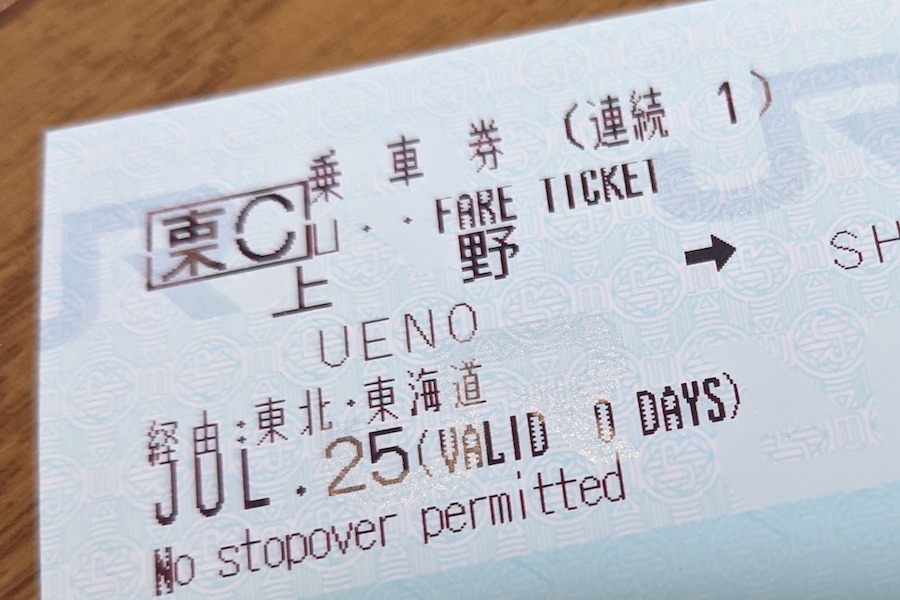 乗車券 (連続 1)
東C FARE TICKET
上野 ➡ SH
UENO
経由:東北・東海道
JUL.25(VALID 0 DAYS)
No stopover permitted